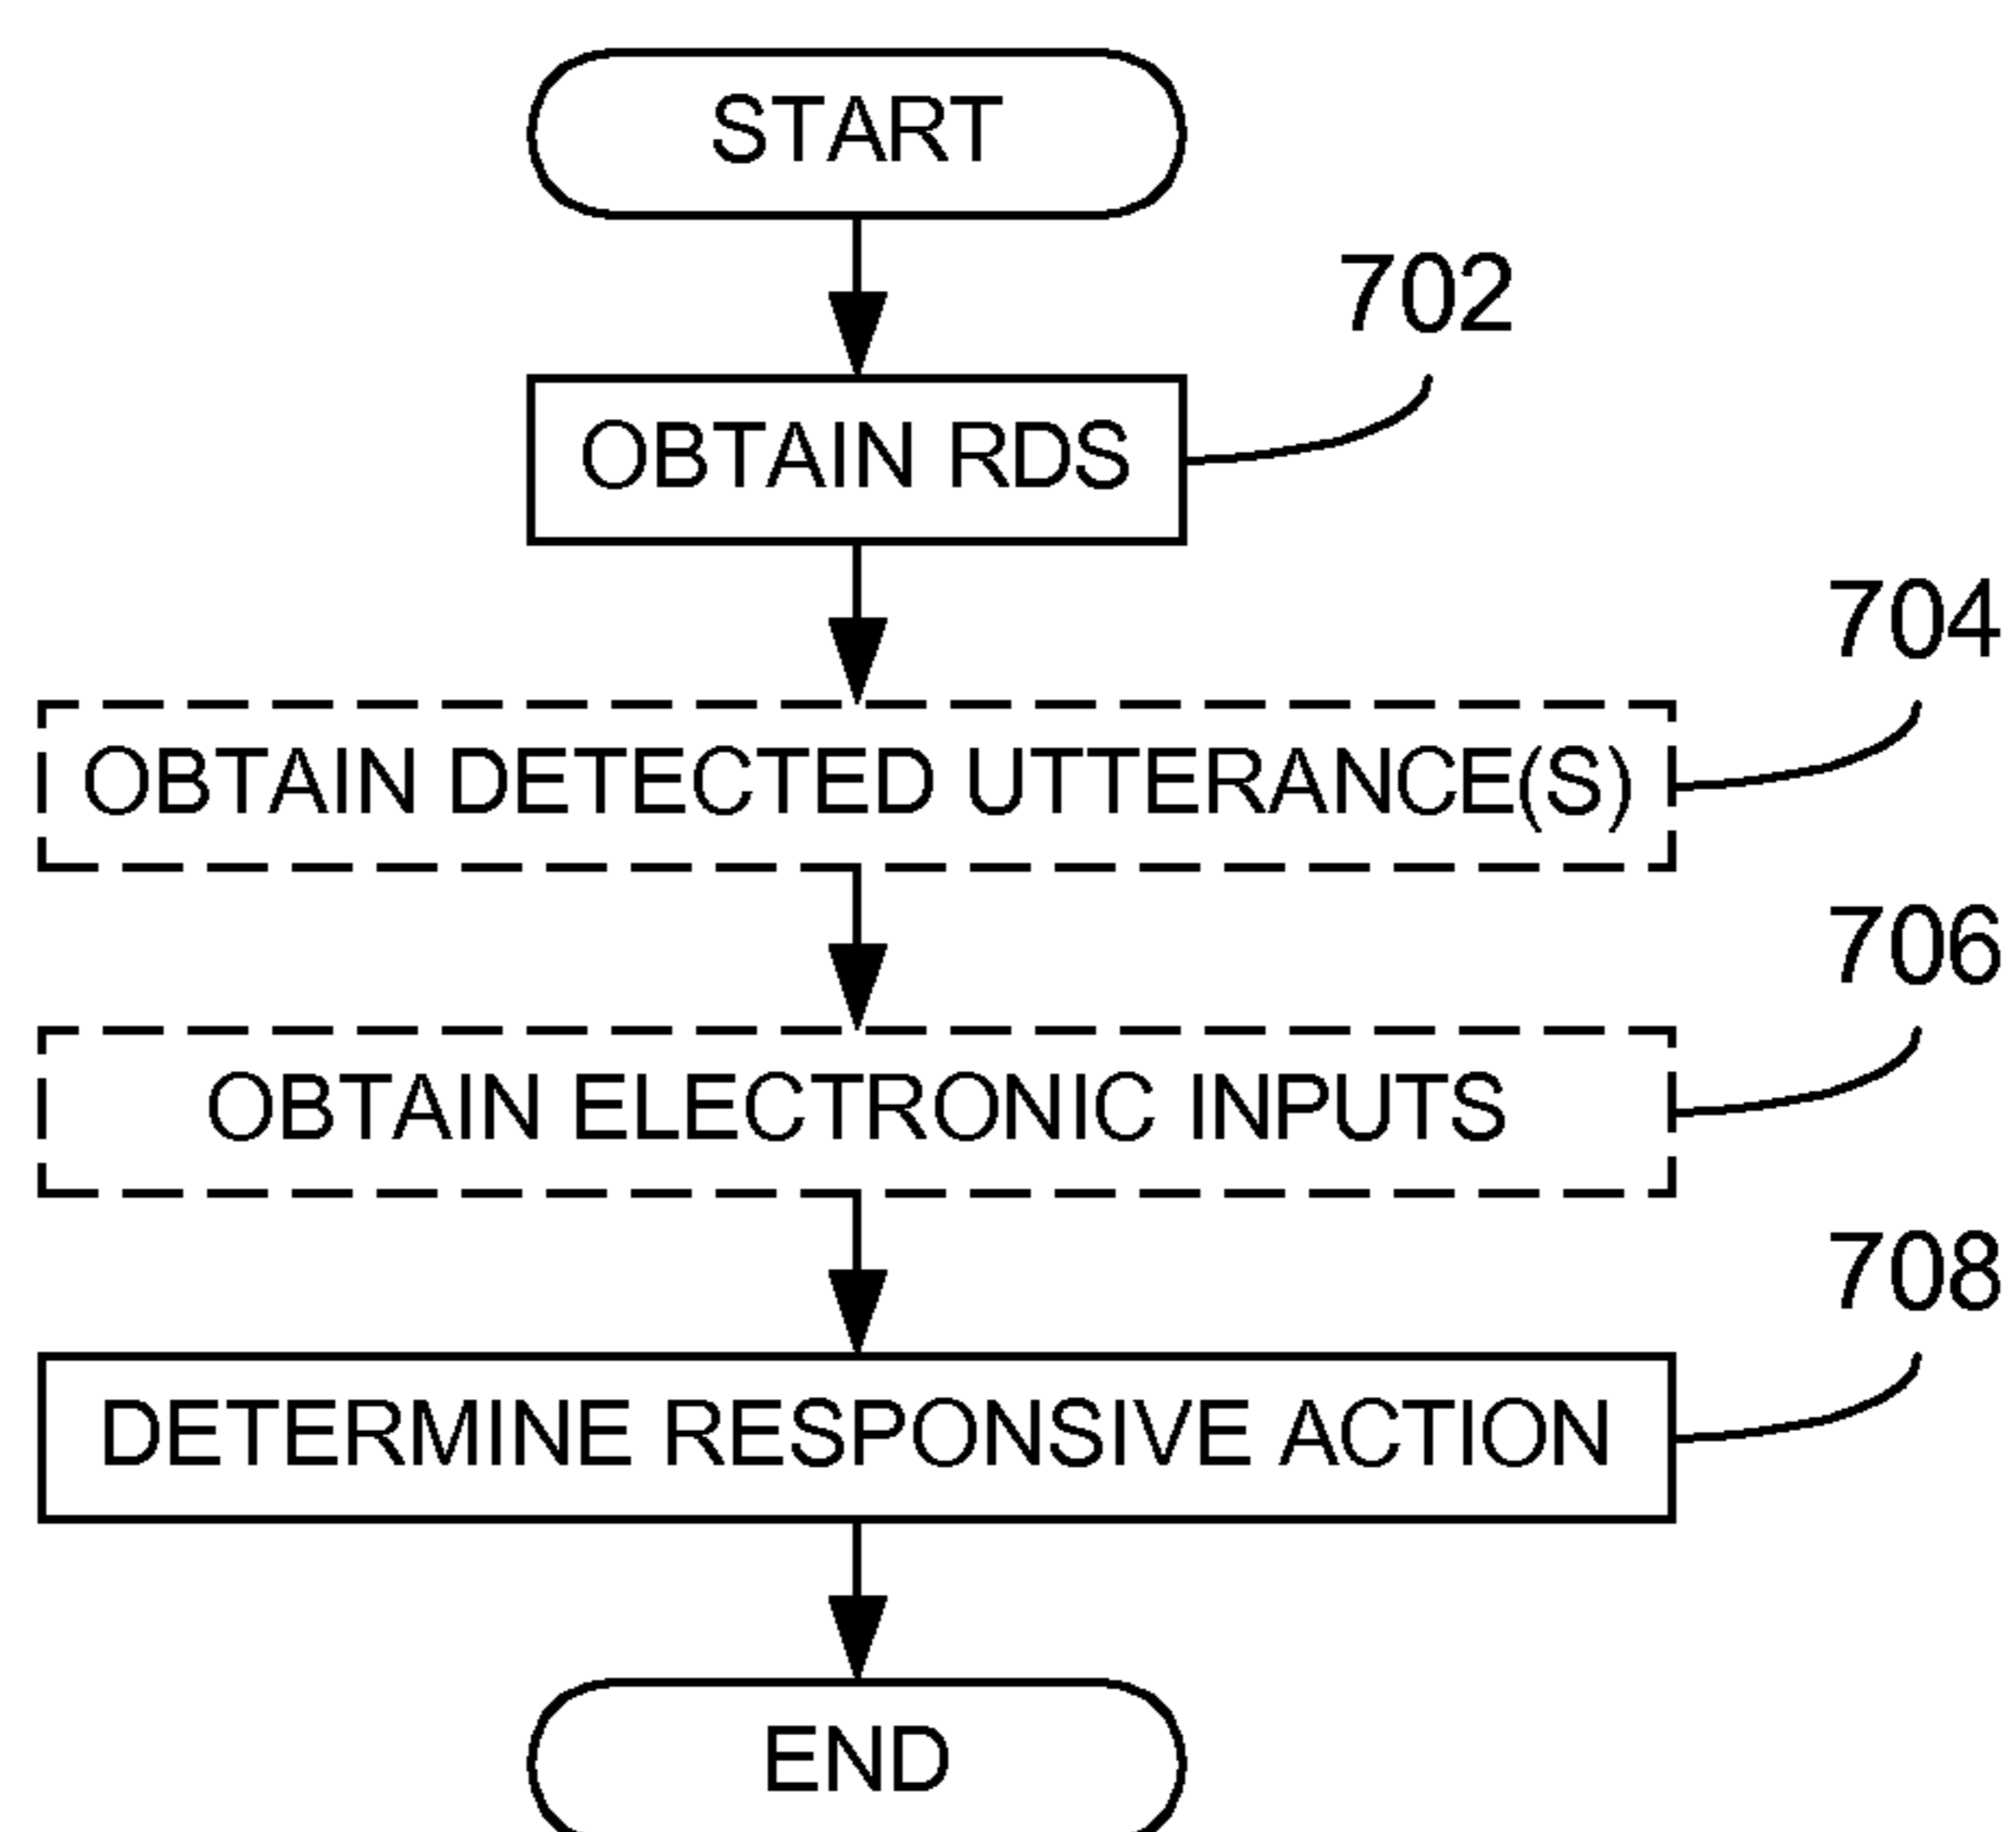 START
702
OBTAIN RDS
704
OBTAIN DETECTED UTTERANCE(S)
706
OBTAIN ELECTRONIC INPUTS
708
DETERMINE RESPONSIVE ACTION
END